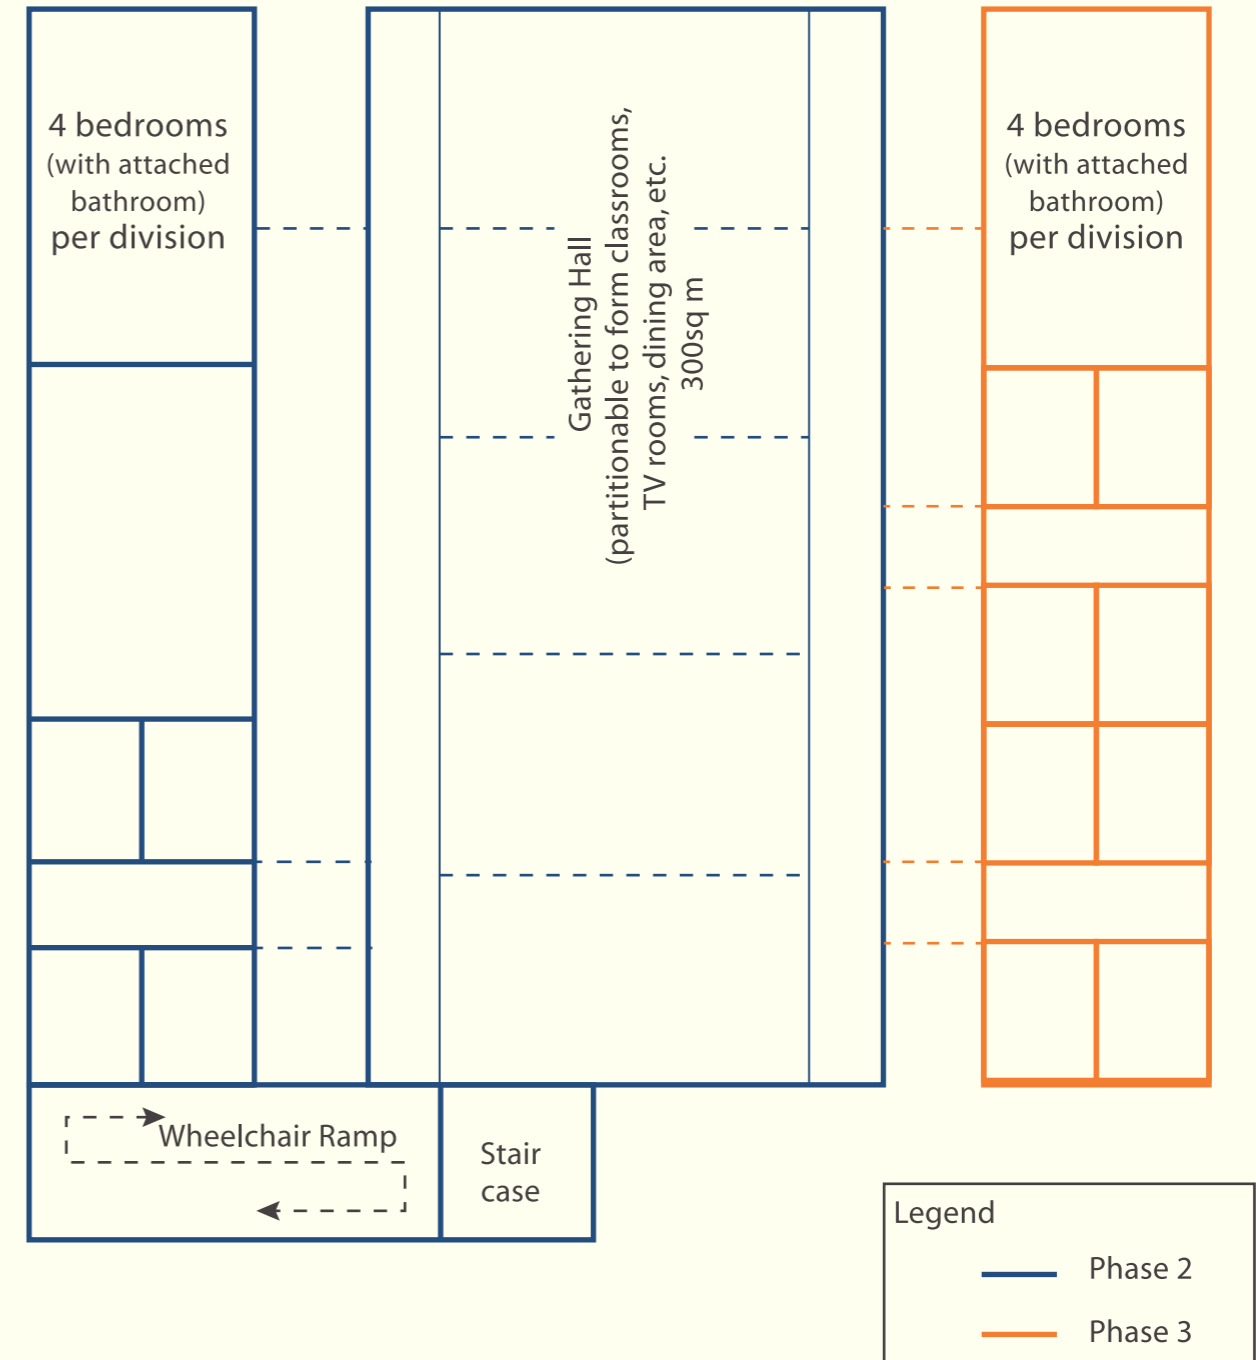 4 bedrooms
(with attached
bathroom)
per division
Gathering Hall
(partitionable to form classrooms,
TV rooms, dining area, etc.
300sq m
4 bedrooms
(with attached
bathroom)
per division
Wheelchair Ramp
Stair
case
Legend
Phase 2
Phase 3